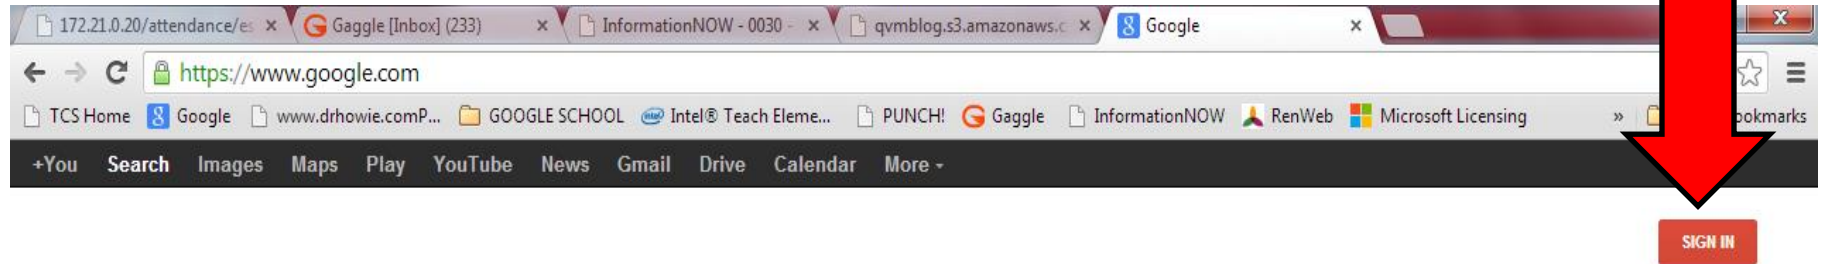 172.21.0.20/attendance/es Gaggle [Inbox] (233) InformationNOW - 0030 - qvmblog.s3.amazonaws.c Google
https://www.google.com
TCS Home Google www.drhowie.comP... GOOGLE SCHOOL Intel® Teach Eleme... PUNCH! Gaggle InformationNOW RenWeb Microsoft Licensing » ookmarks
+You Search Images Maps Play YouTube News Gmail Drive Calendar More
SIGN IN